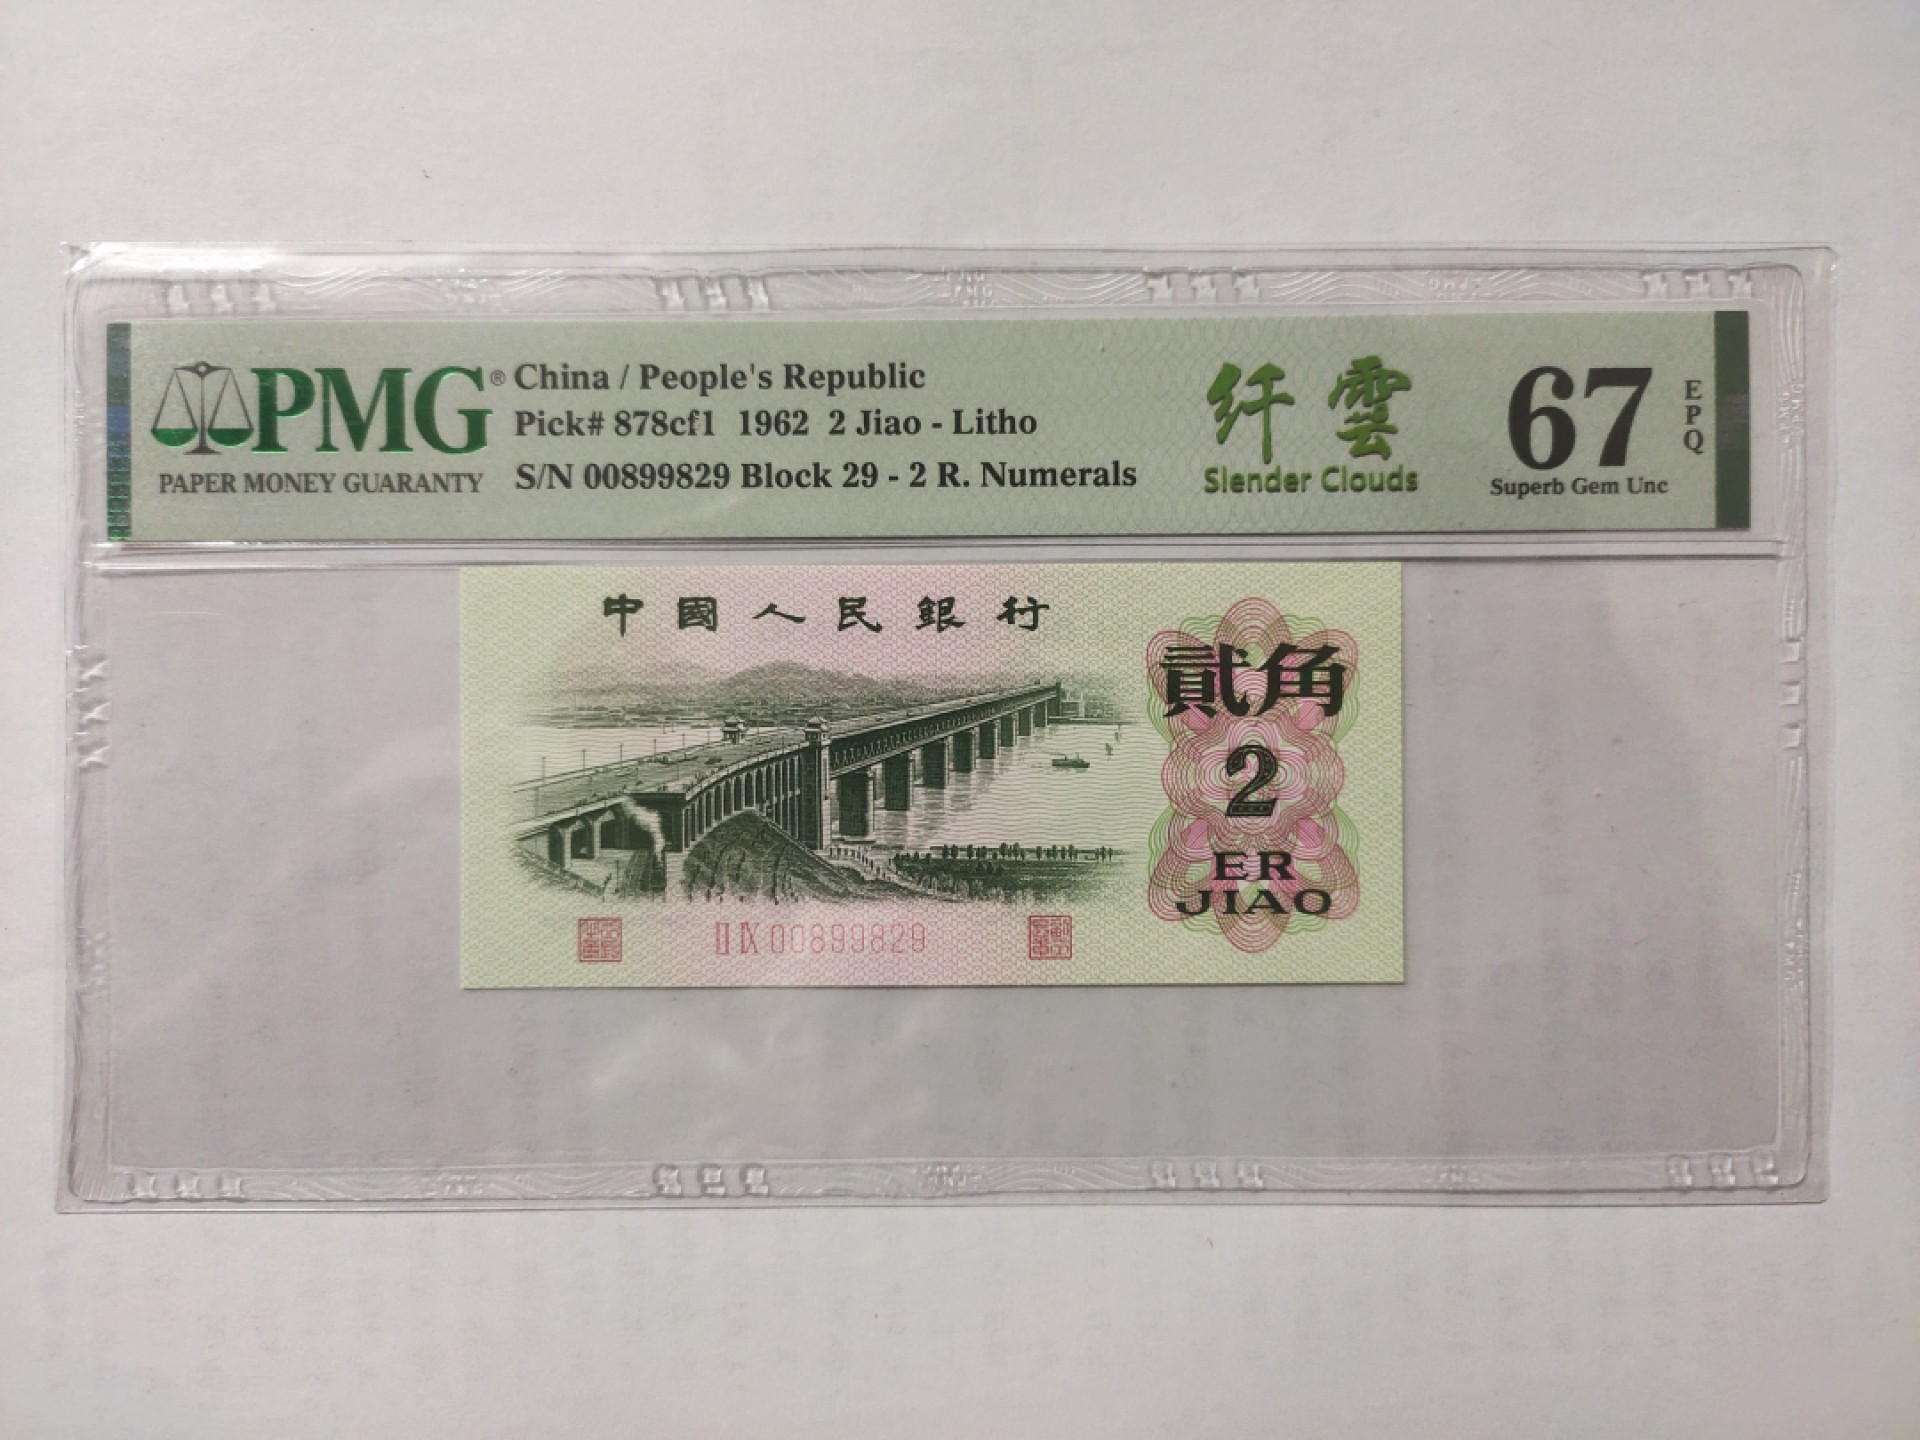 PMG®
PAPER MONEY GUARANTY
China / People's Republic
Pick# 878cf1 1962 2 Jiao - Litho
S/N 00899829 Block 29 - 2 R. Numerals
纤雲
Slender Clouds
67
EPQ
Superb Gem Unc
中國人民銀行
貳角
2
ER
JIAO
II IX 00899829